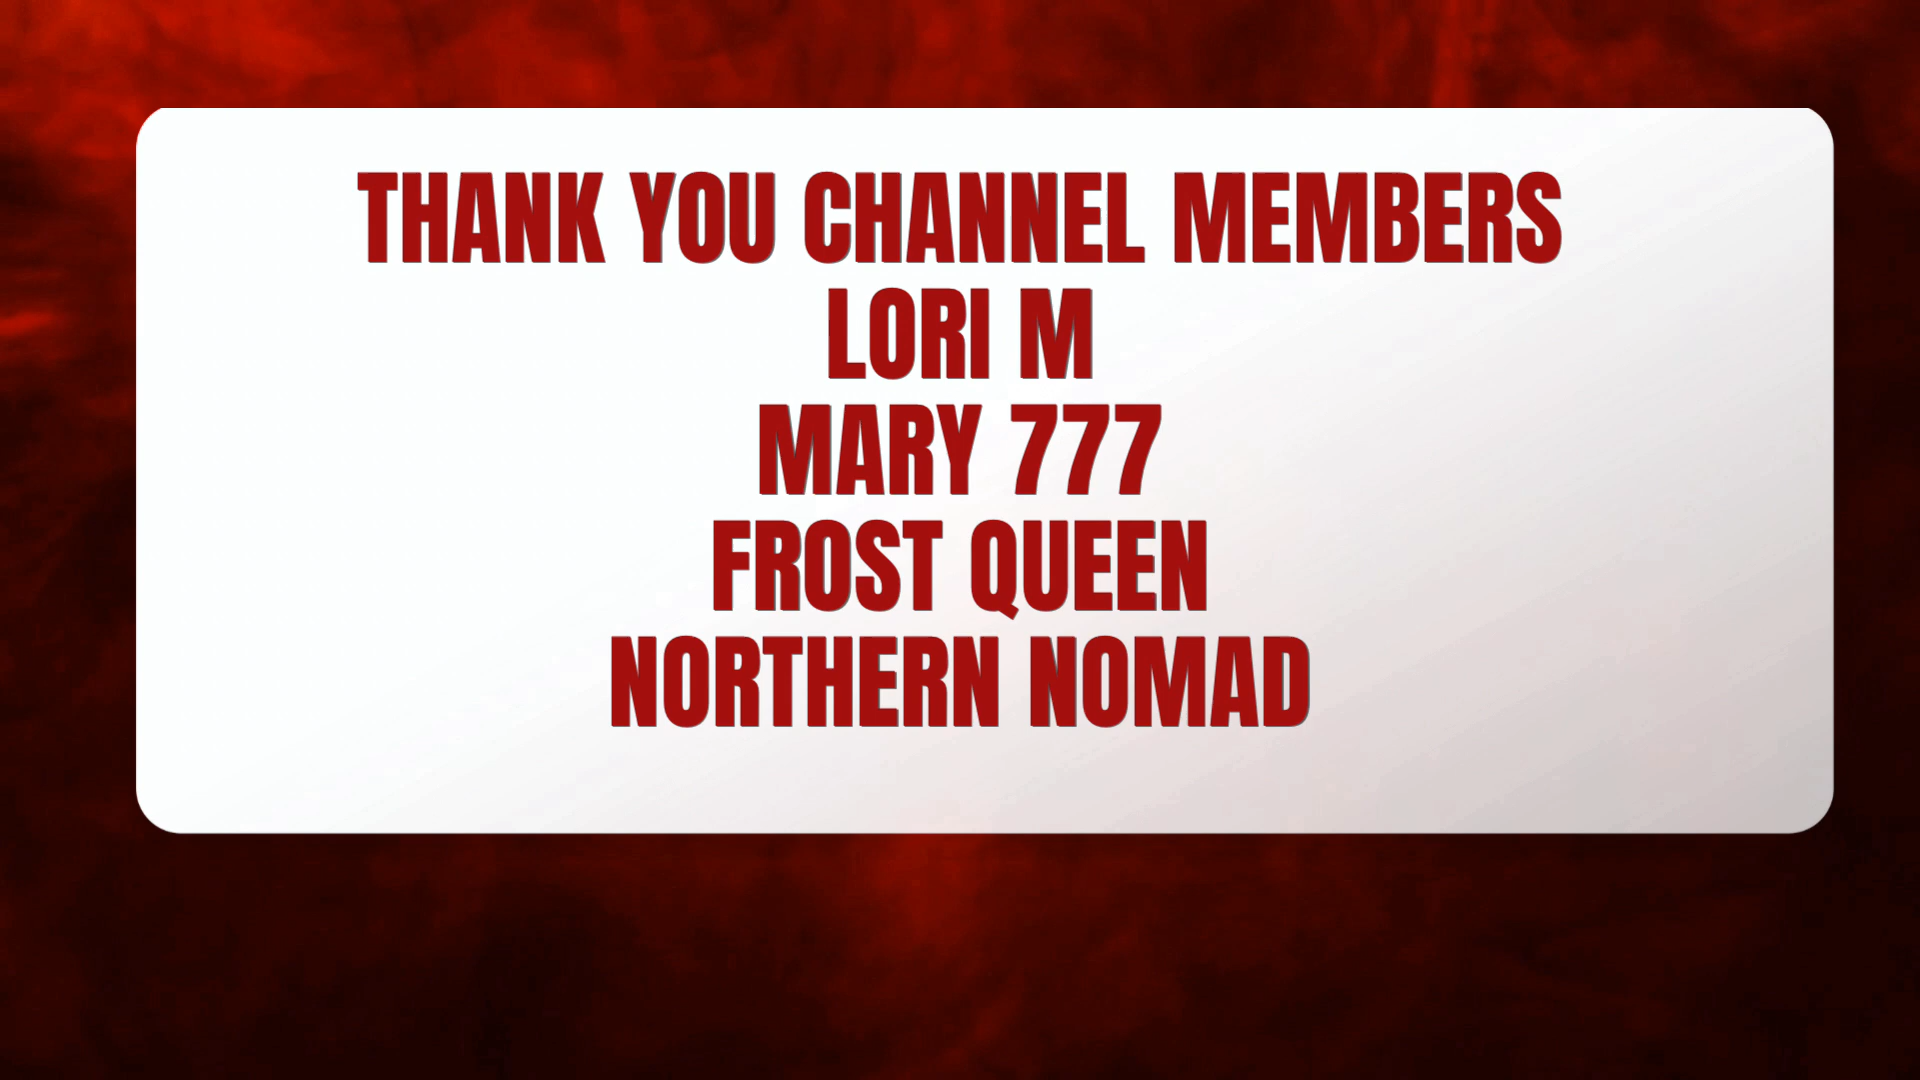 THANK YOU CHANNEL MEMBERS
LORI M
MARY 777
FROST QUEEN
NORTHERN NOMAD